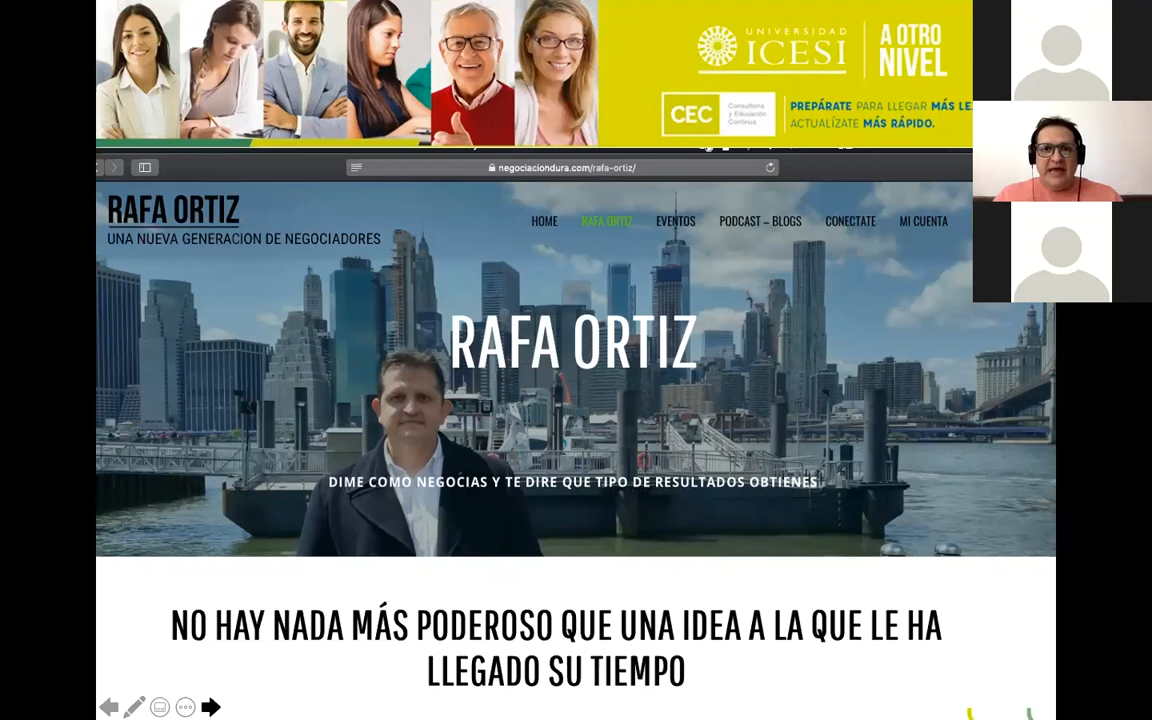 UNIVERSIDAD
ICESI
A OTRO
NIVEL
CEC
Consultoría
y Educación
Continua
PREPÁRATE PARA LLEGAR MÁS LE
ACTUALÍZATE MÁS RÁPIDO.
negociaciondura.com/rafa-ortiz/
RAFA ORTIZ
UNA NUEVA GENERACION DE NEGOCIADORES
HOME RAFA ORTIZ EVENTOS PODCAST – BLOGS CONECTATE MI CUENTA
RAFA ORTIZ
DIME COMO NEGOCIAS Y TE DIRE QUE TIPO DE RESULTADOS OBTIENES
NO HAY NADA MÁS PODEROSO QUE UNA IDEA A LA QUE LE HA
LLEGADO SU TIEMPO